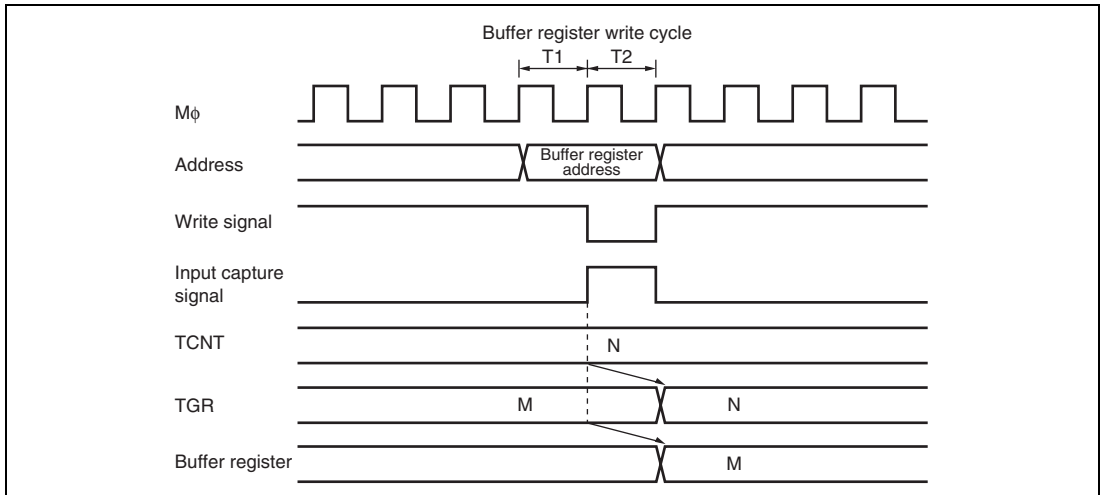 Buffer register write cycle
T1 T2
Mϕ
Address
Buffer register
address
Write signal
Input capture
signal
TCNT
N
TGR
M N
Buffer register
M